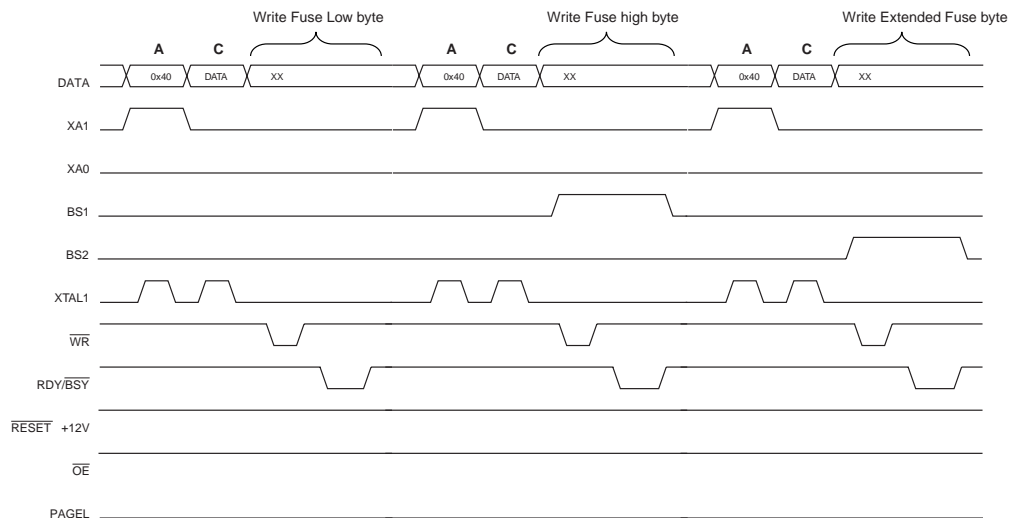 Write Fuse Low byte Write Fuse high byte Write Extended Fuse byte
A C A C A C
DATA 0x40 DATA XX 0x40 DATA XX 0x40 DATA XX
XA1
XA0
BS1
BS2
XTAL1
WR
RDY/BSY
RESET +12V
OE
PAGEL